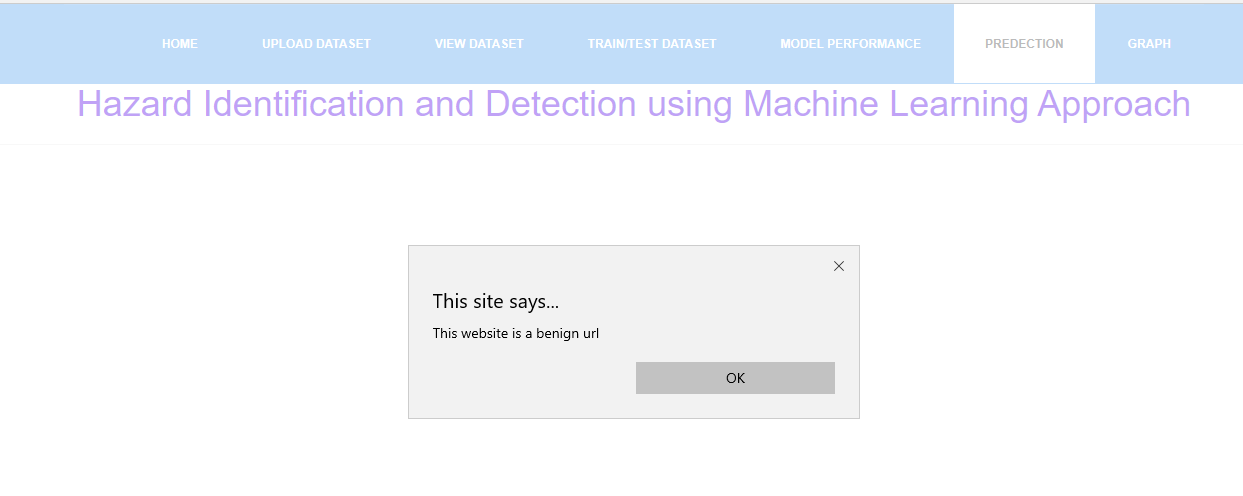 HOME UPLOAD DATASET VIEW DATASET TRAIN/TEST DATASET MODEL PERFORMANCE PREDECTION GRAPH
Hazard Identification and Detection using Machine Learning Approach
This site says...
This website is a benign url
OK